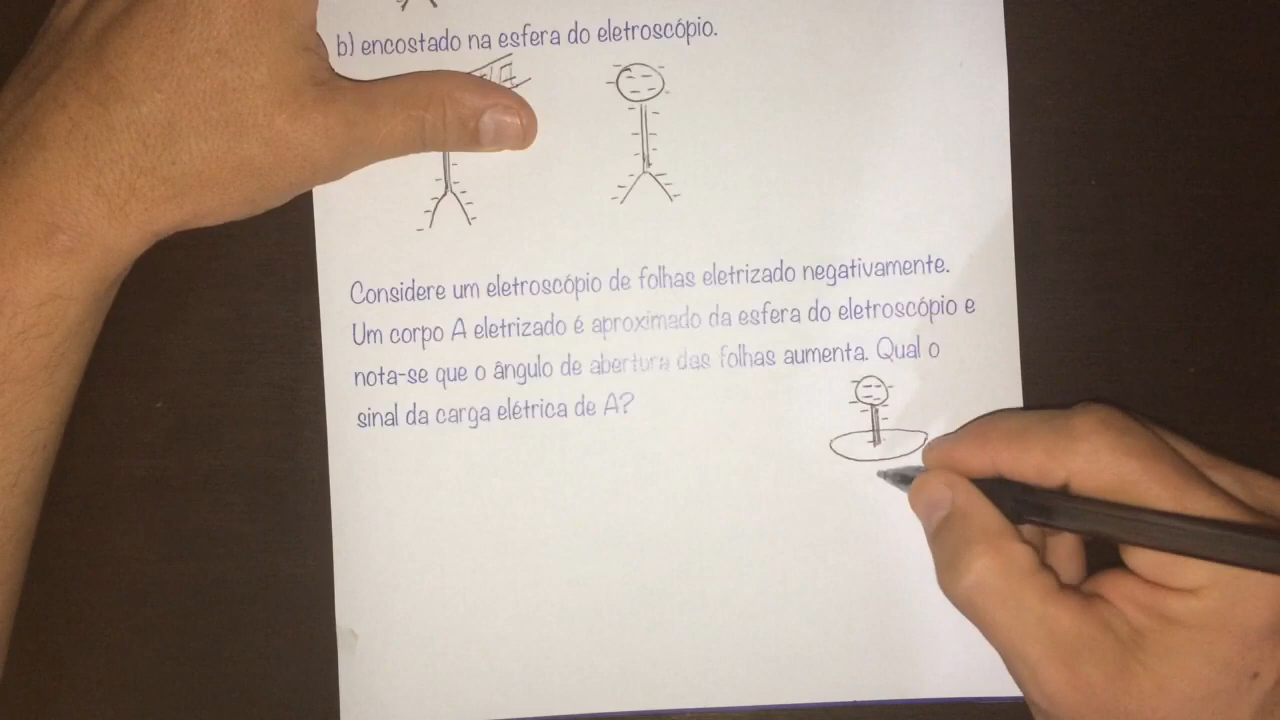 b) encostado na esfera do eletroscópio.
Considere um eletroscópio de folhas eletrizado negativamente.
Um corpo A eletrizado é aproximado da esfera do eletroscópio e
nota-se que o ângulo de abertura das folhas aumenta. Qual o
sinal da carga elétrica de A?